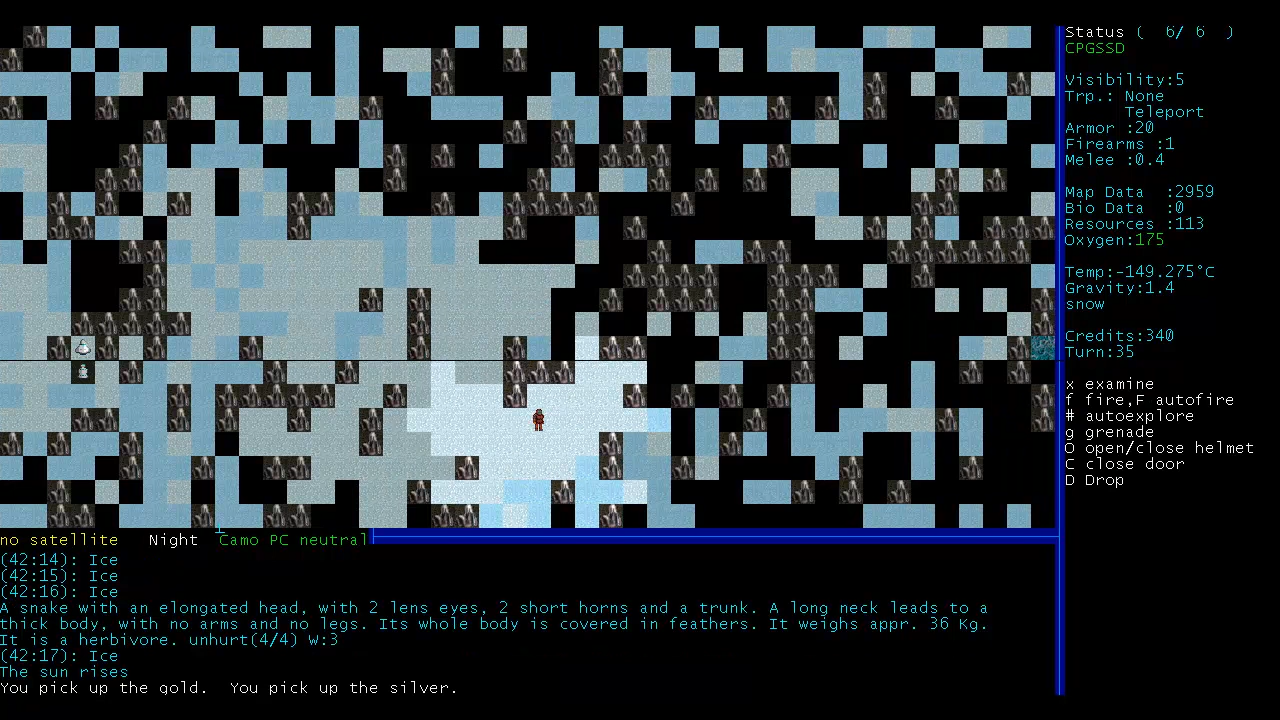 Status (  6/ 6  )
CPGSSD
Visibility:5
Trp.: None
Teleport
Armor :20
Firearms :1
Melee :0.4
Map Data  :2959
Bio Data  :0
Resources :113
Oxygen:175
Temp:-149.275°C
Gravity:1.4
snow
Credits:340
Turn:35
x examine
f fire,F autofire
# autoexplore
g grenade
O open/close helmet
C close door
D Drop
no satellite   Night   Camo PC neutral
(42:14): Ice
(42:15): Ice
(42:16): Ice
A snake with an elongated head, with 2 lens eyes, 2 short horns and a trunk. A long neck leads to a
thick body, with no arms and no legs. Its whole body is covered in feathers. It weighs appr. 36 Kg.
It is a herbivore. unhurt(4/4) W:3
(42:17): Ice
The sun rises
You pick up the gold.  You pick up the silver.